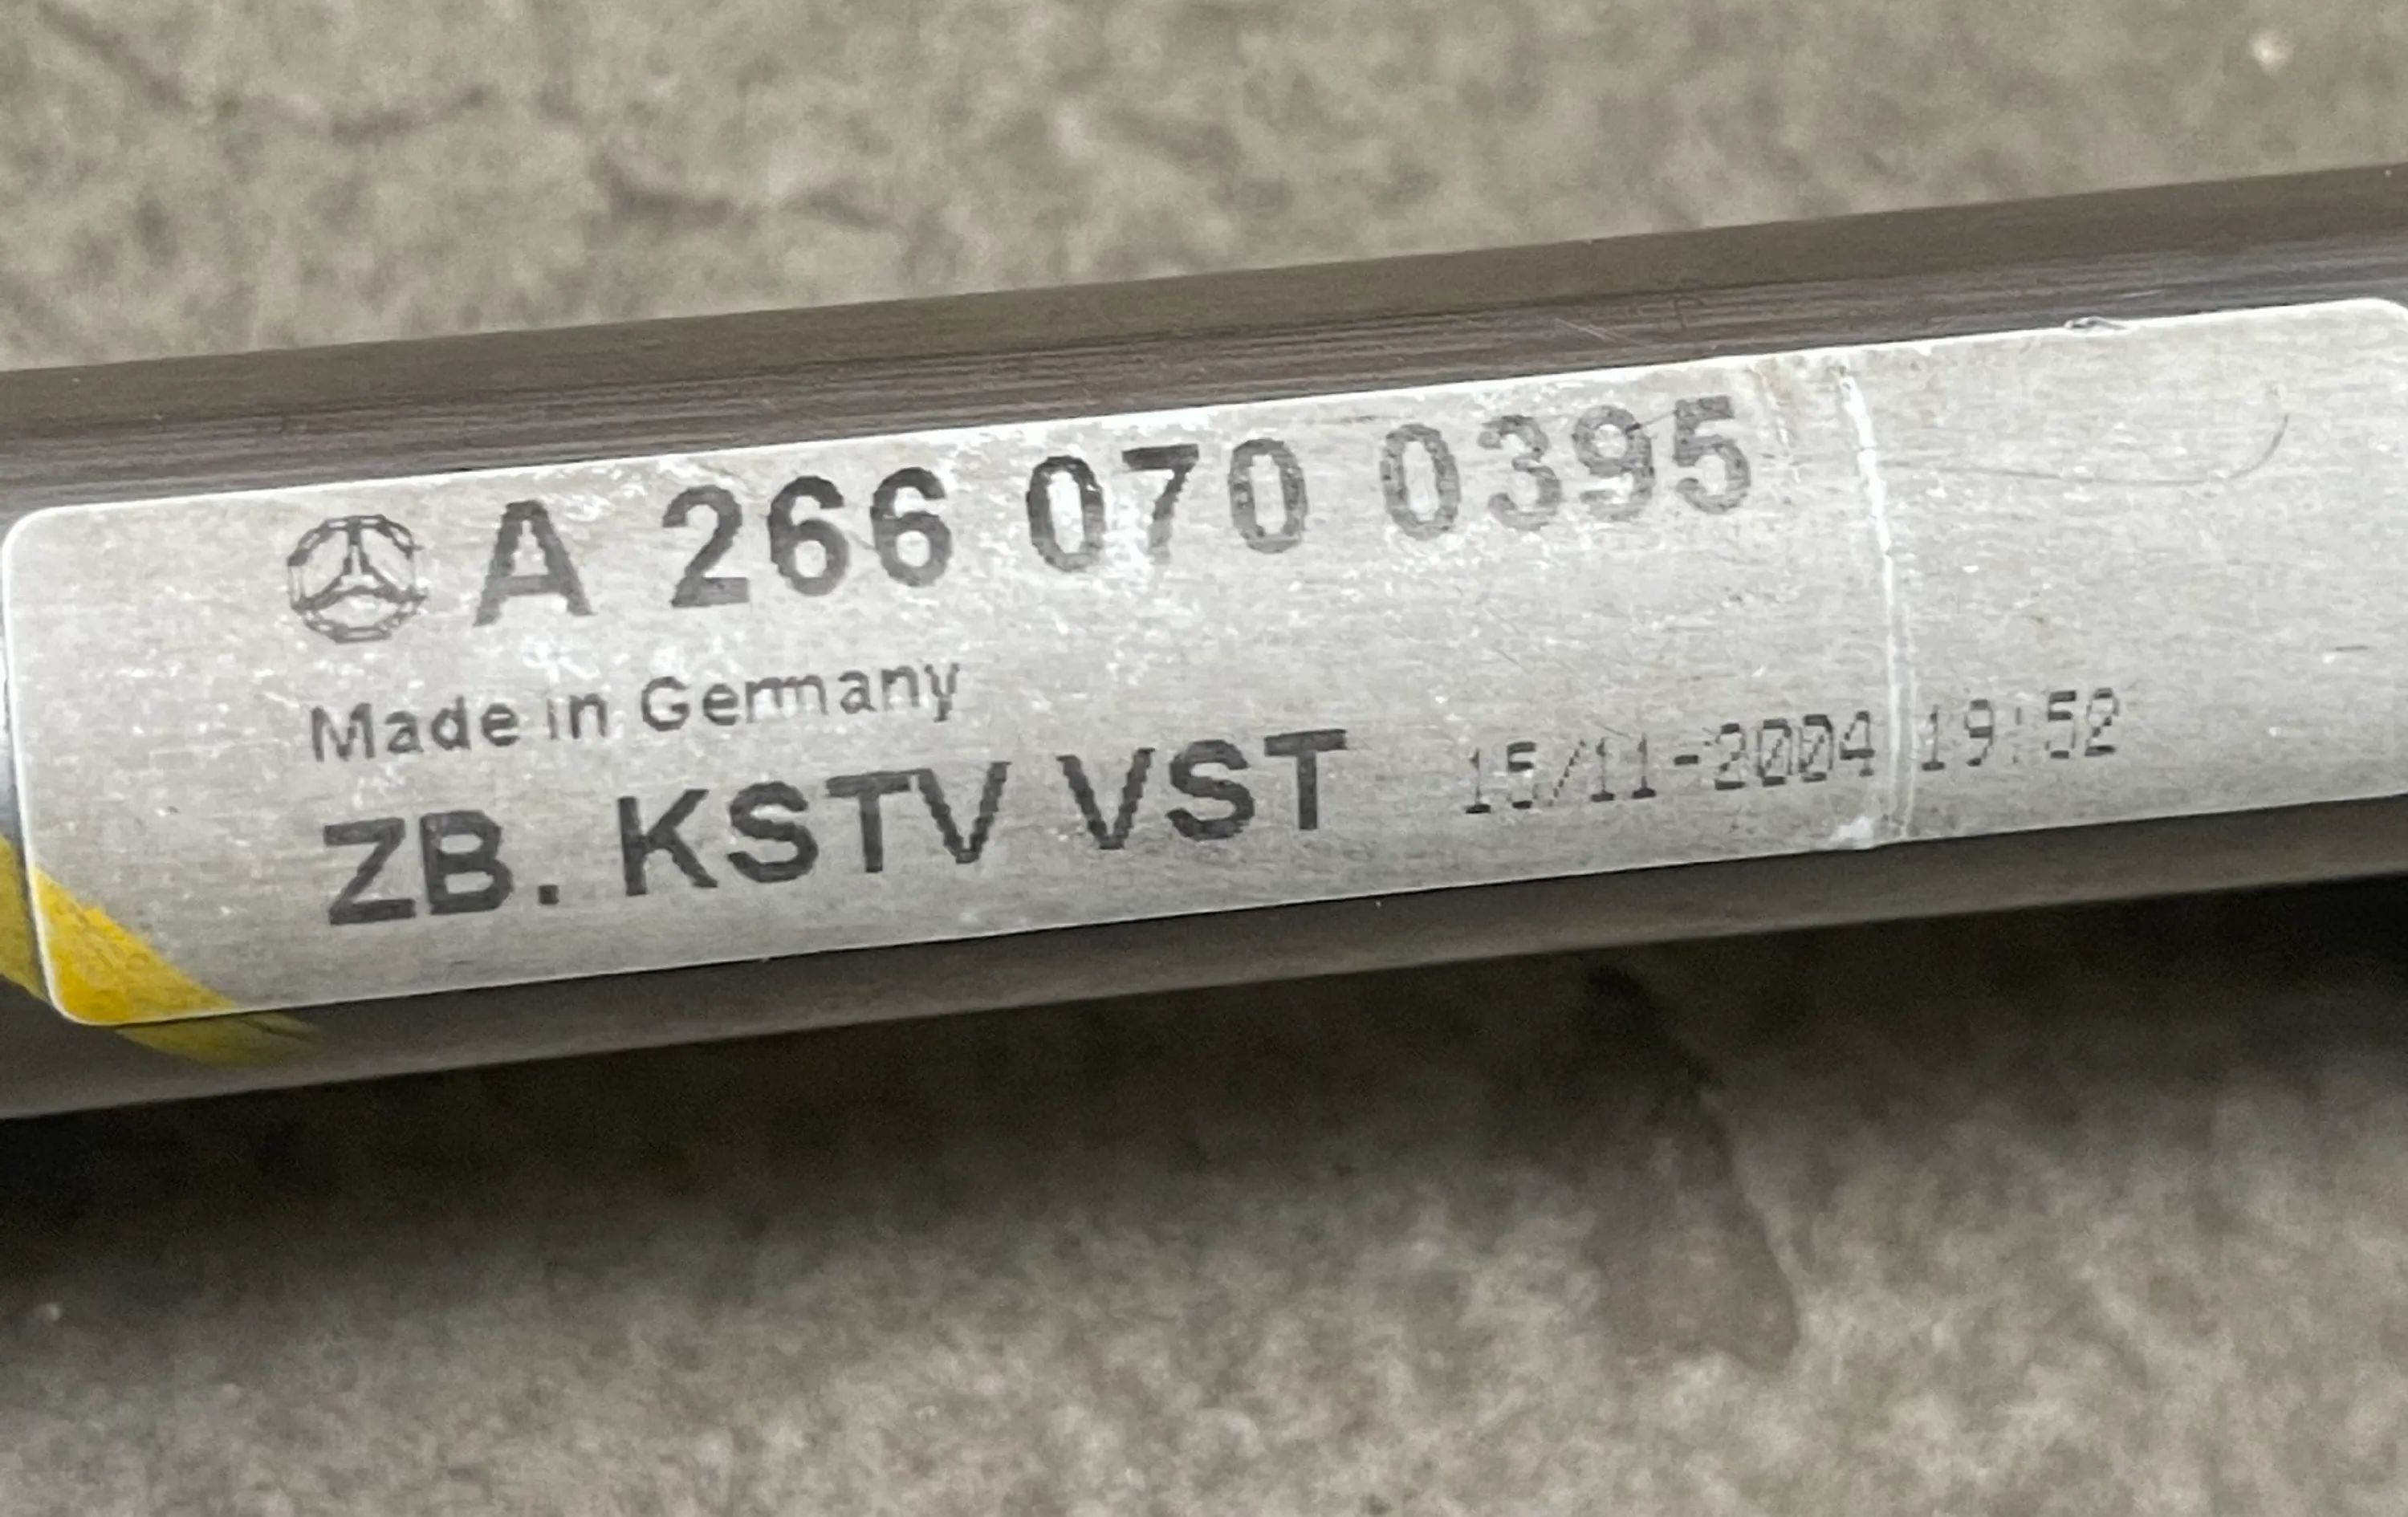 A 266 070 0395
Made in Germany
ZB. KSTV VST 15/11-2004 19:52